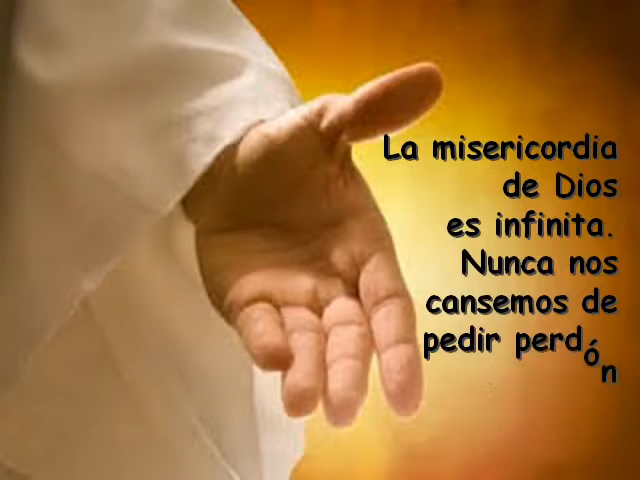 La misericordia
de Dios
es infinita.
Nunca nos
cansemos de
pedir perdón